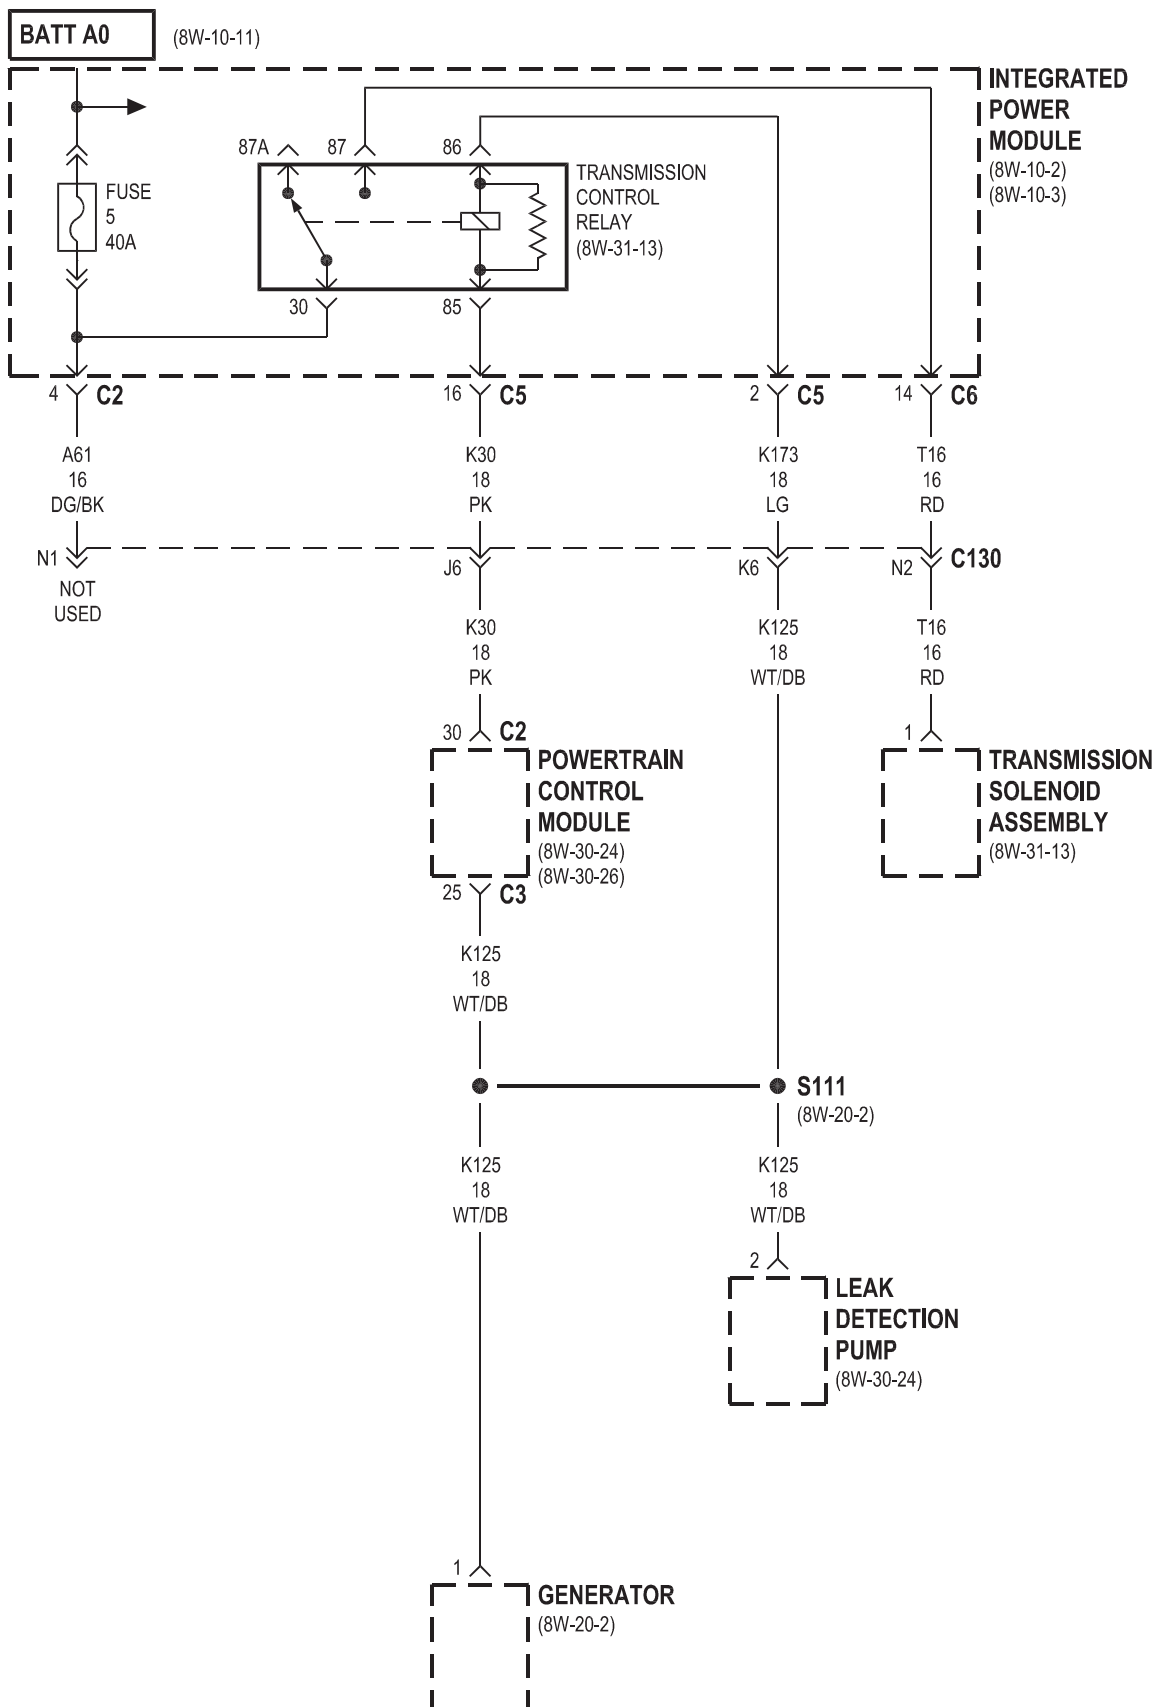 BATT A0
(8W-10-11)
INTEGRATED
POWER
MODULE
(8W-10-2)
(8W-10-3)
FUSE
5
40A
87A
87
86
TRANSMISSION
CONTROL
RELAY
(8W-31-13)
30
85
4
C2
16
C5
2
C5
14
C6
A61
16
DG/BK
K30
18
PK
K173
18
LG
T16
16
RD
N1
J6
K6
N2
C130
NOT
USED
K30
18
PK
K125
18
WT/DB
T16
16
RD
30
C2
POWERTRAIN
CONTROL
MODULE
(8W-30-24)
(8W-30-26)
1
TRANSMISSION
SOLENOID
ASSEMBLY
(8W-31-13)
25
C3
K125
18
WT/DB
S111
(8W-20-2)
K125
18
WT/DB
K125
18
WT/DB
2
LEAK
DETECTION
PUMP
(8W-30-24)
1
GENERATOR
(8W-20-2)